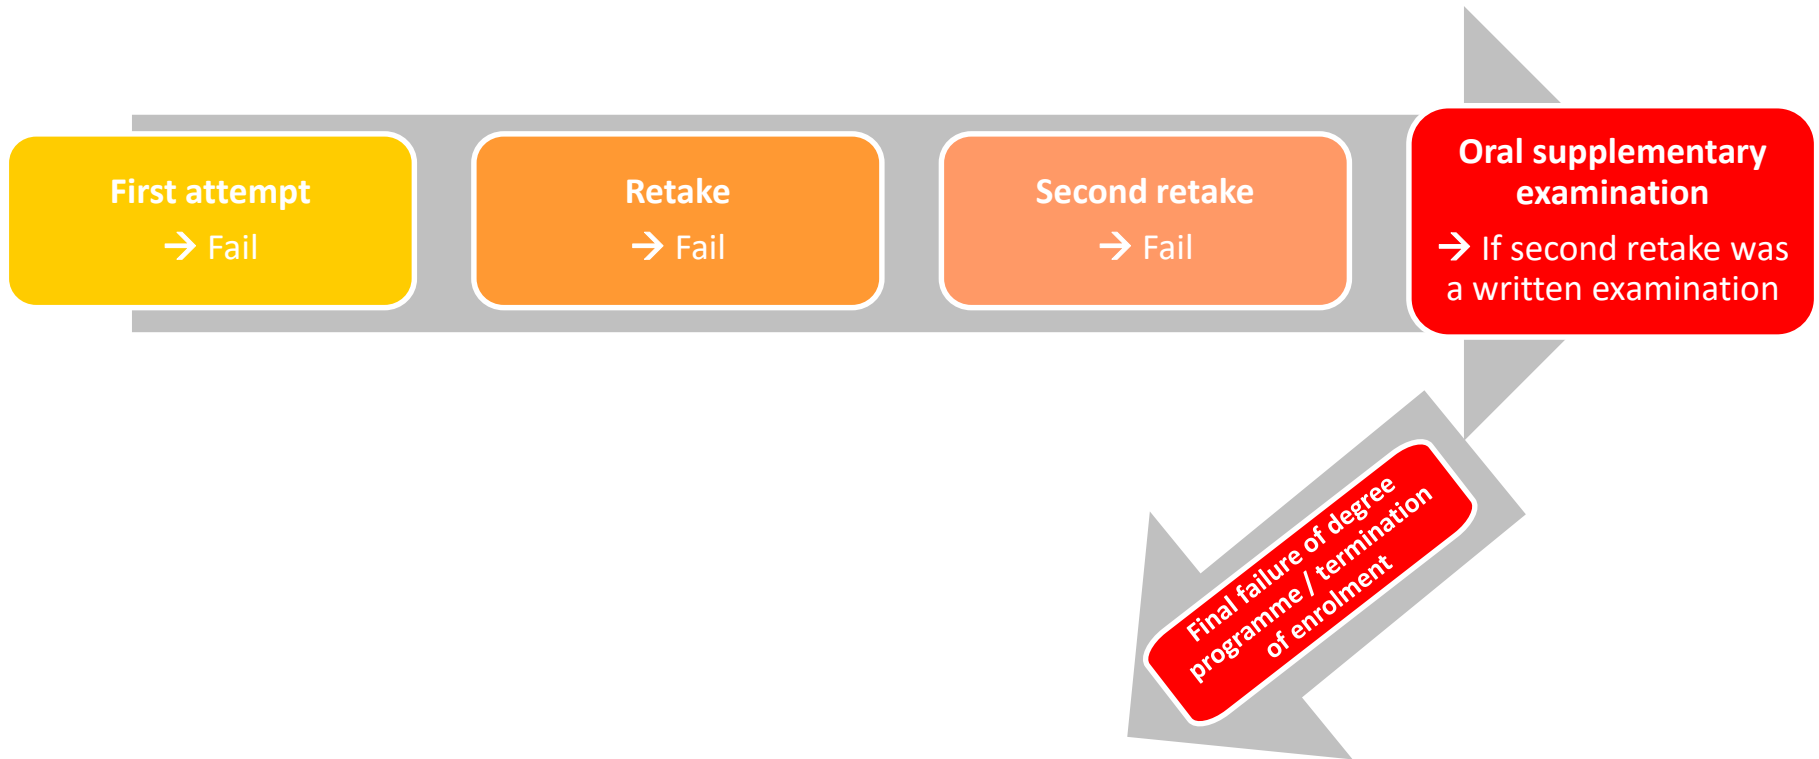 First attempt
→ Fail
Retake
→ Fail
Second retake
→ Fail
Oral supplementary
examination
→ If second retake was
a written examination
Final failure of degree
programme / termination
of enrolment